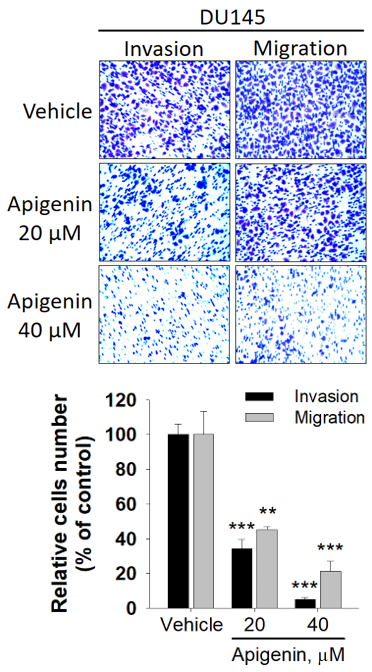 DU145
Invasion Migration
Vehicle
Apigenin
20 μM
Apigenin
40 μM
Relative cells number
(% of control)
120
100
80
60
40
20
0
Invasion
Migration
***
**
***
***
Vehicle 20 40
Apigenin, μM